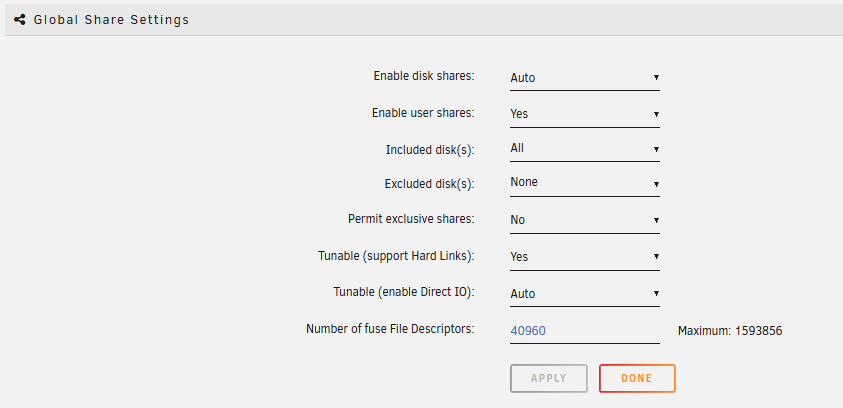 Global Share Settings
Enable disk shares: Auto
Enable user shares: Yes
Included disk(s): All
Excluded disk(s): None
Permit exclusive shares: No
Tunable (support Hard Links): Yes
Tunable (enable Direct IO): Auto
Number of fuse File Descriptors: 40960 Maximum: 1593856
APPLY DONE